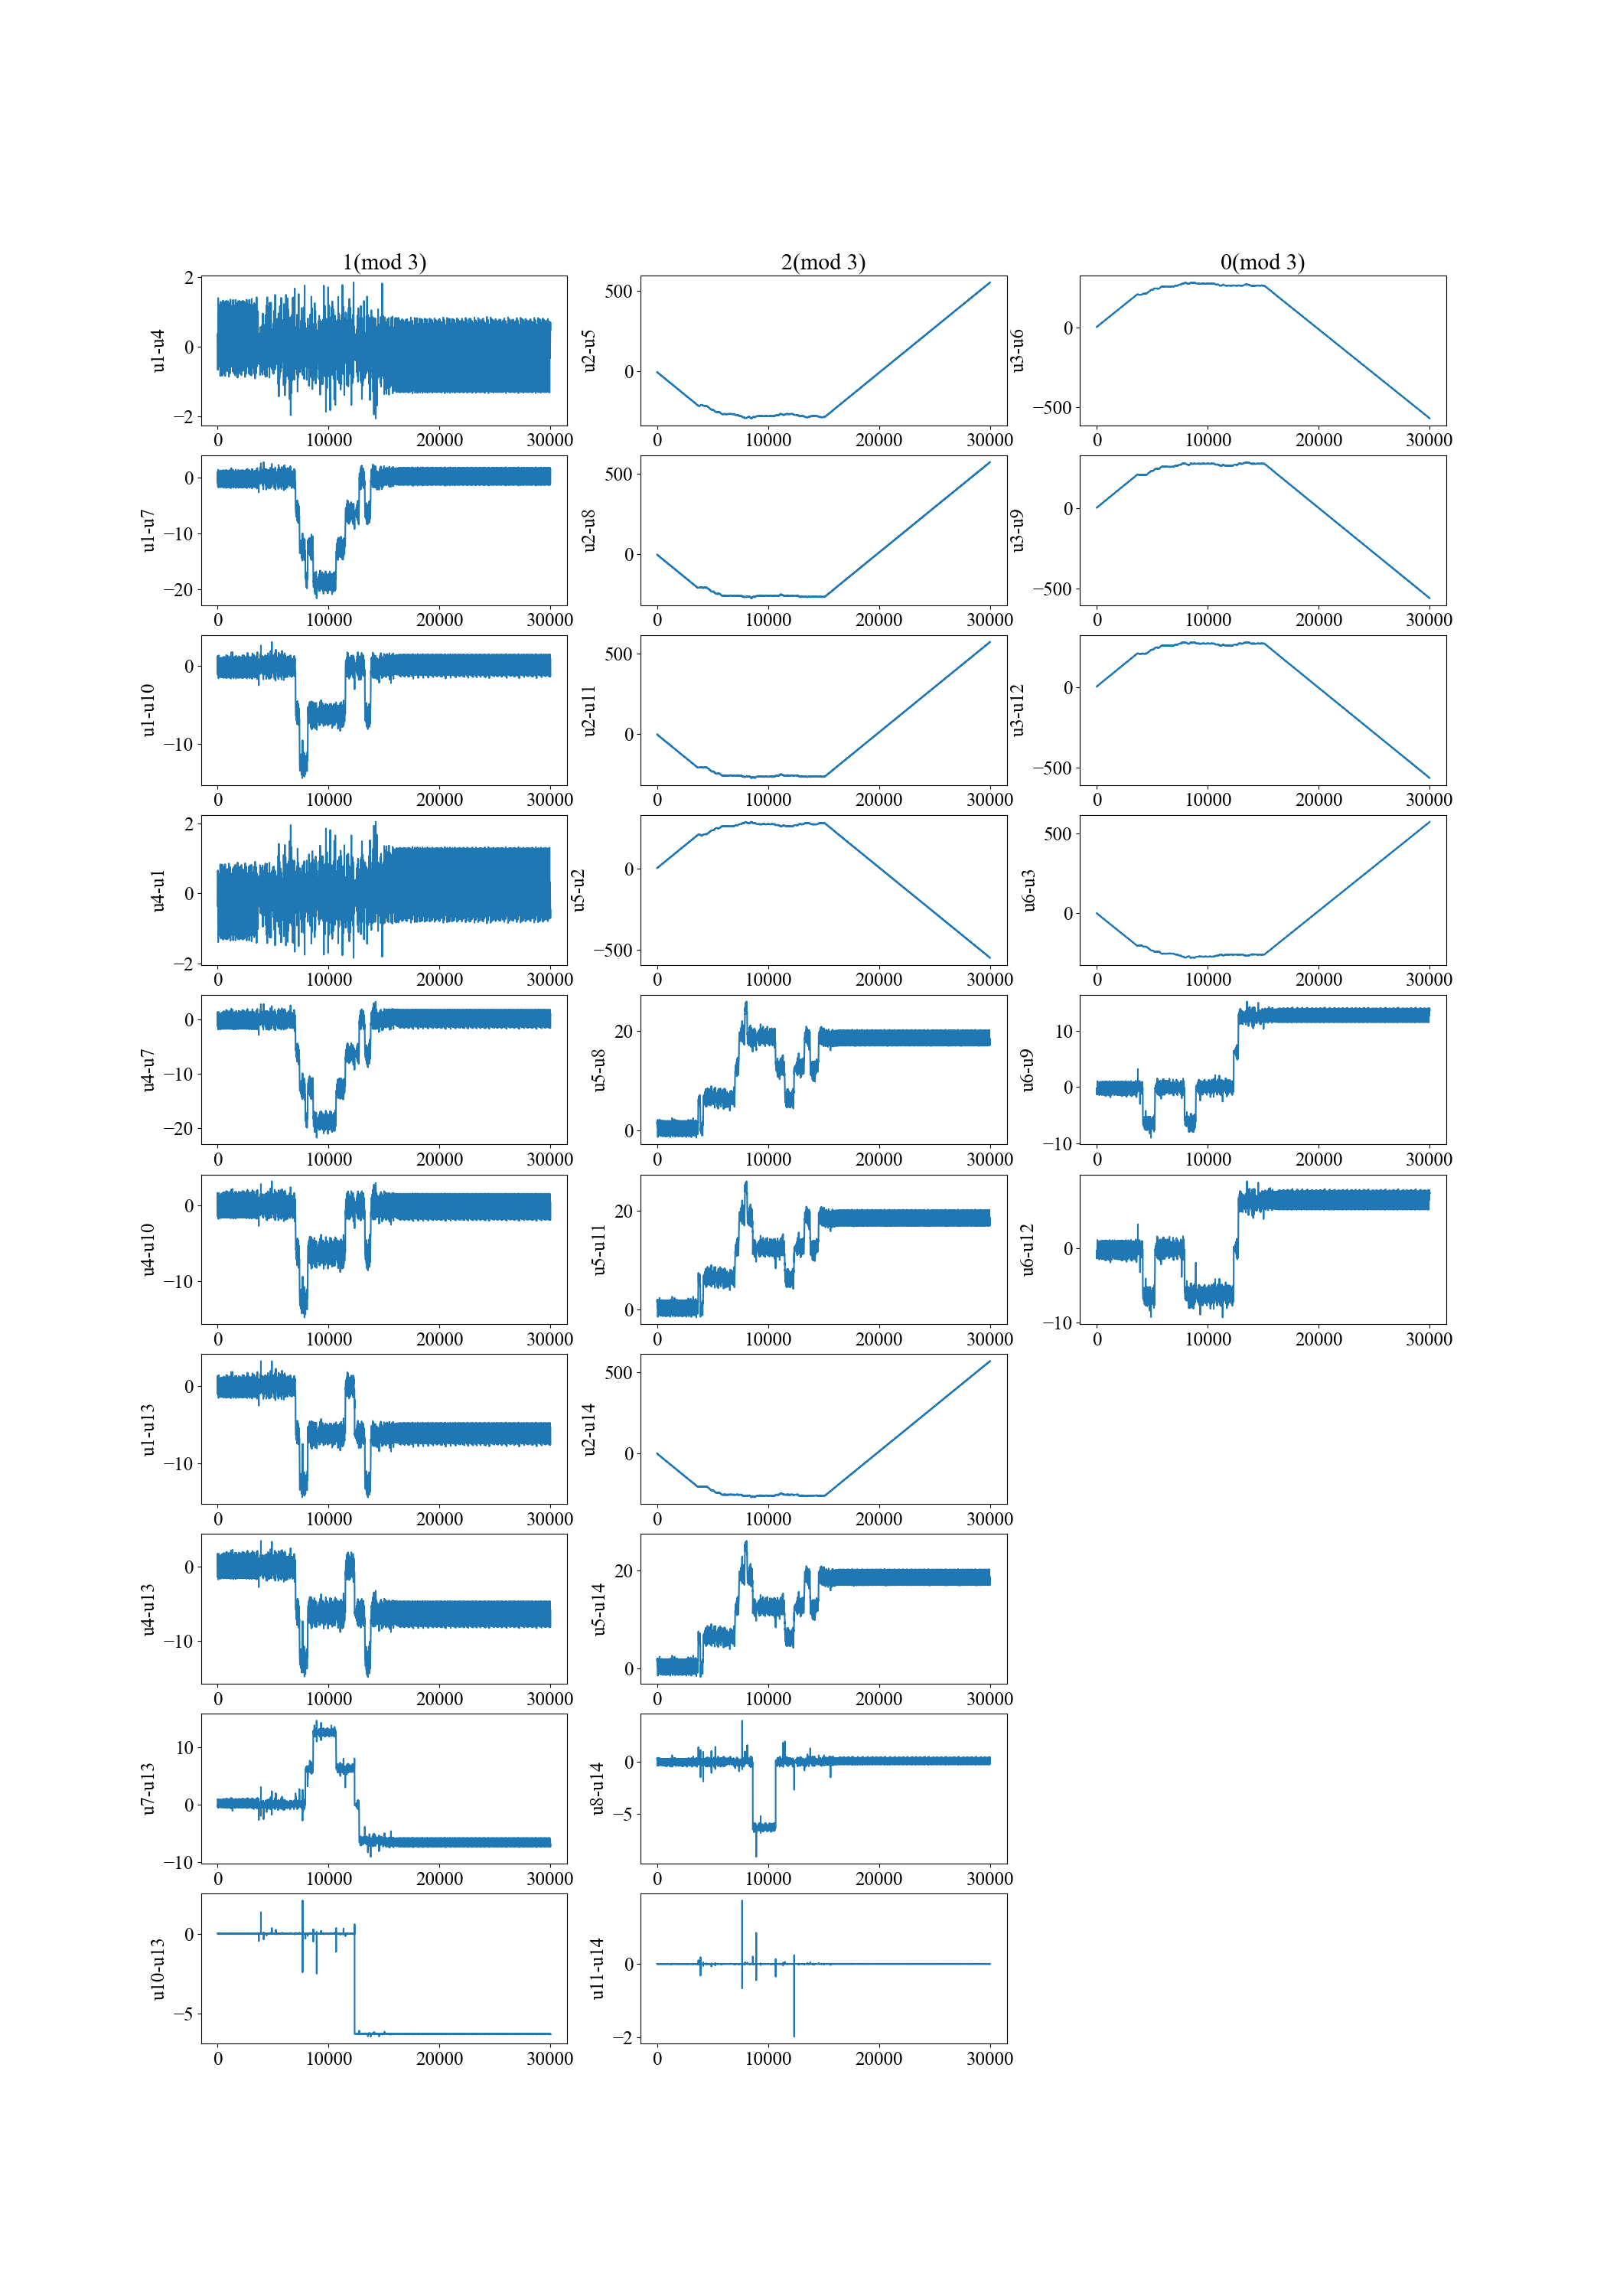 1(mod 3) 2(mod 3) 0(mod 3)
2 0 −2 u1-u4 0 10000 20000 30000
500 0 u2-u5 0 10000 20000 30000
0 −500 u3-u6 0 10000 20000 30000
0 −10 −20 u1-u7 0 10000 20000 30000
500 0 u2-u8 0 10000 20000 30000
0 −500 u3-u9 0 10000 20000 30000
0 −10 u1-u10 0 10000 20000 30000
500 0 u2-u11 0 10000 20000 30000
0 −500 u3-u12 0 10000 20000 30000
2 0 −2 u4-u1 0 10000 20000 30000
0 −500 u5-u2 0 10000 20000 30000
500 0 u6-u3 0 10000 20000 30000
0 −10 −20 u4-u7 0 10000 20000 30000
20 0 u5-u8 0 10000 20000 30000
10 0 −10 u6-u9 0 10000 20000 30000
0 −10 u4-u10 0 10000 20000 30000
20 0 u5-u11 0 10000 20000 30000
0 −10 u6-u12 0 10000 20000 30000
0 −10 u1-u13 0 10000 20000 30000
500 0 u2-u14 0 10000 20000 30000
0 −10 u4-u13 0 10000 20000 30000
20 0 u5-u14 0 10000 20000 30000
10 0 −10 u7-u13 0 10000 20000 30000
0 −5 u8-u14 0 10000 20000 30000
0 −5 u10-u13 0 10000 20000 30000
0 −2 u11-u14 0 10000 20000 30000